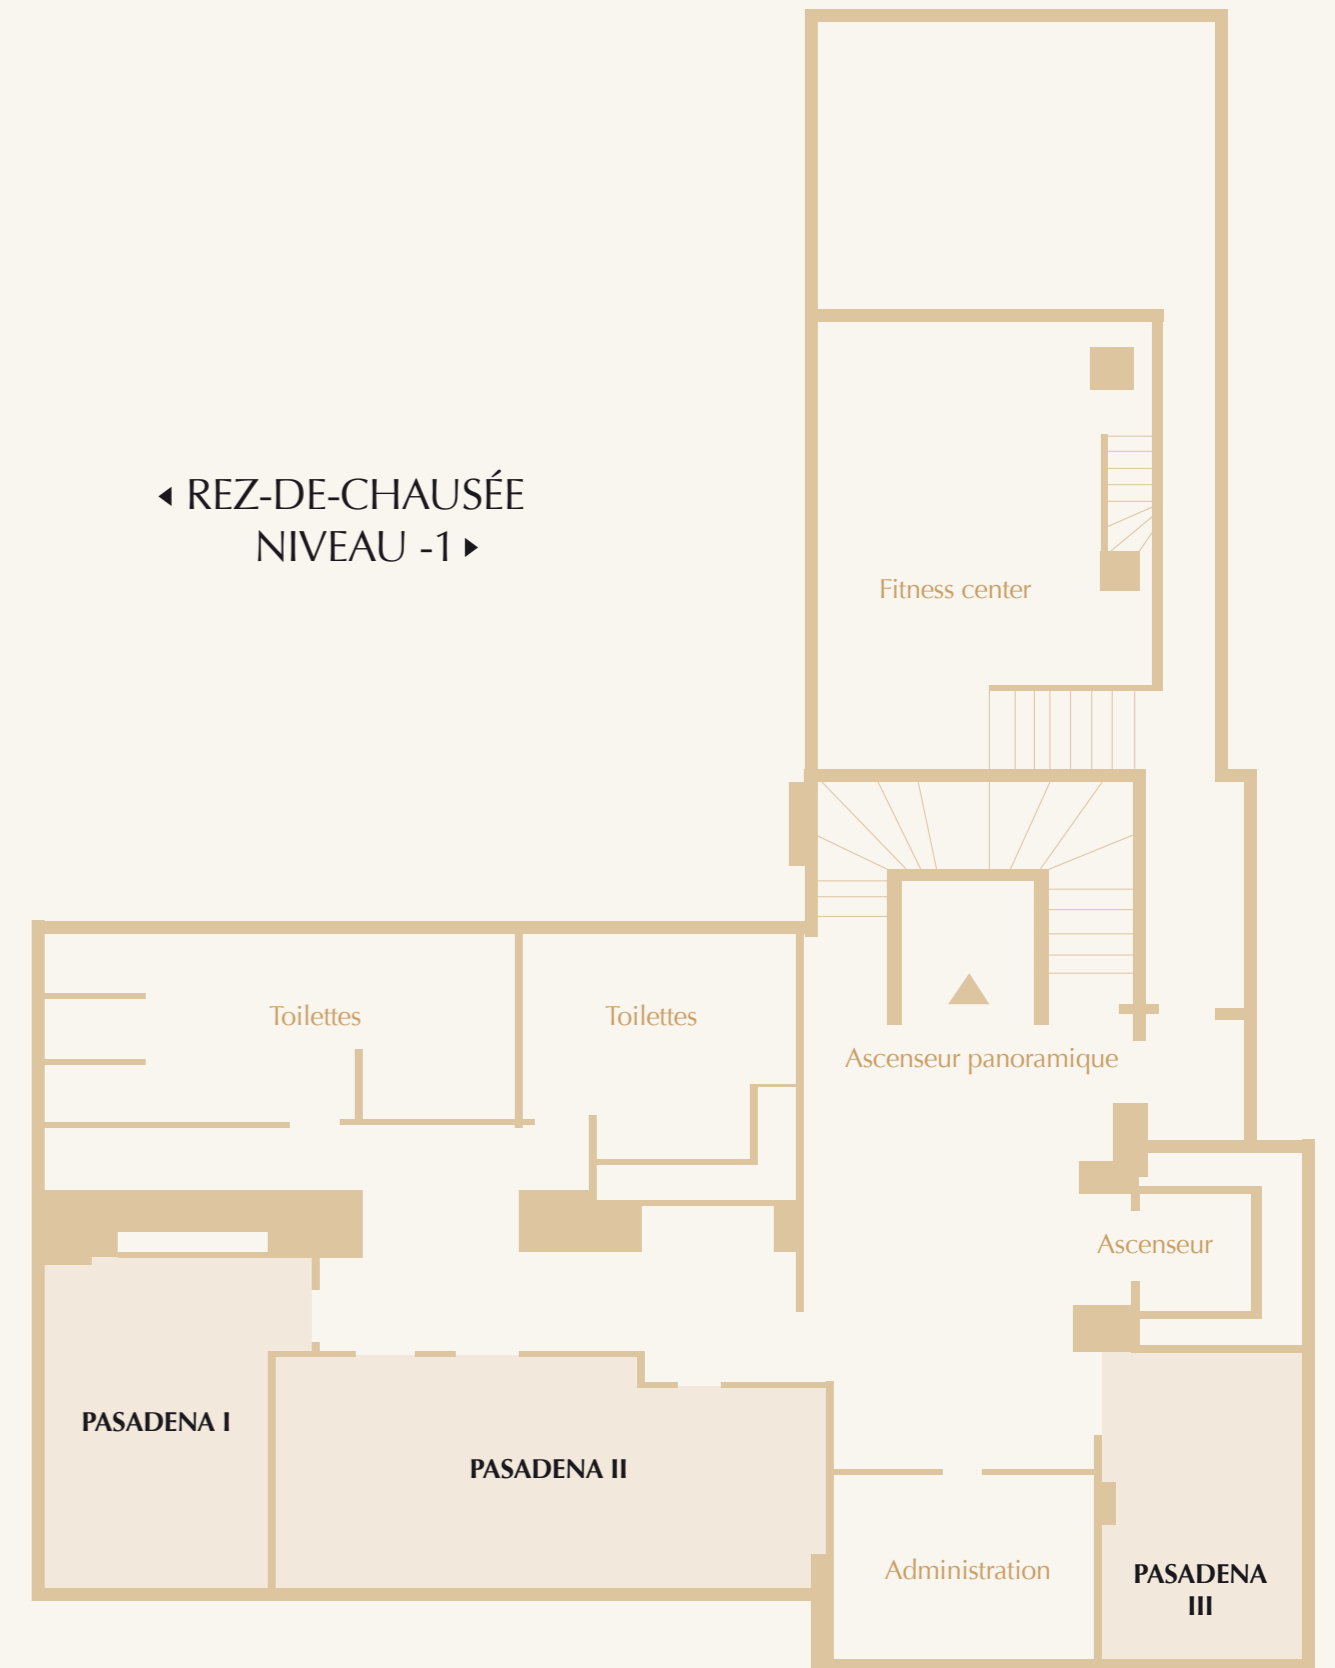 REZ-DE-CHAUSÉE
NIVEAU -1
Fitness center
Toilettes
Toilettes
Ascenseur panoramique
Ascenseur
PASADENA I
PASADENA II
Administration
PASADENA
III